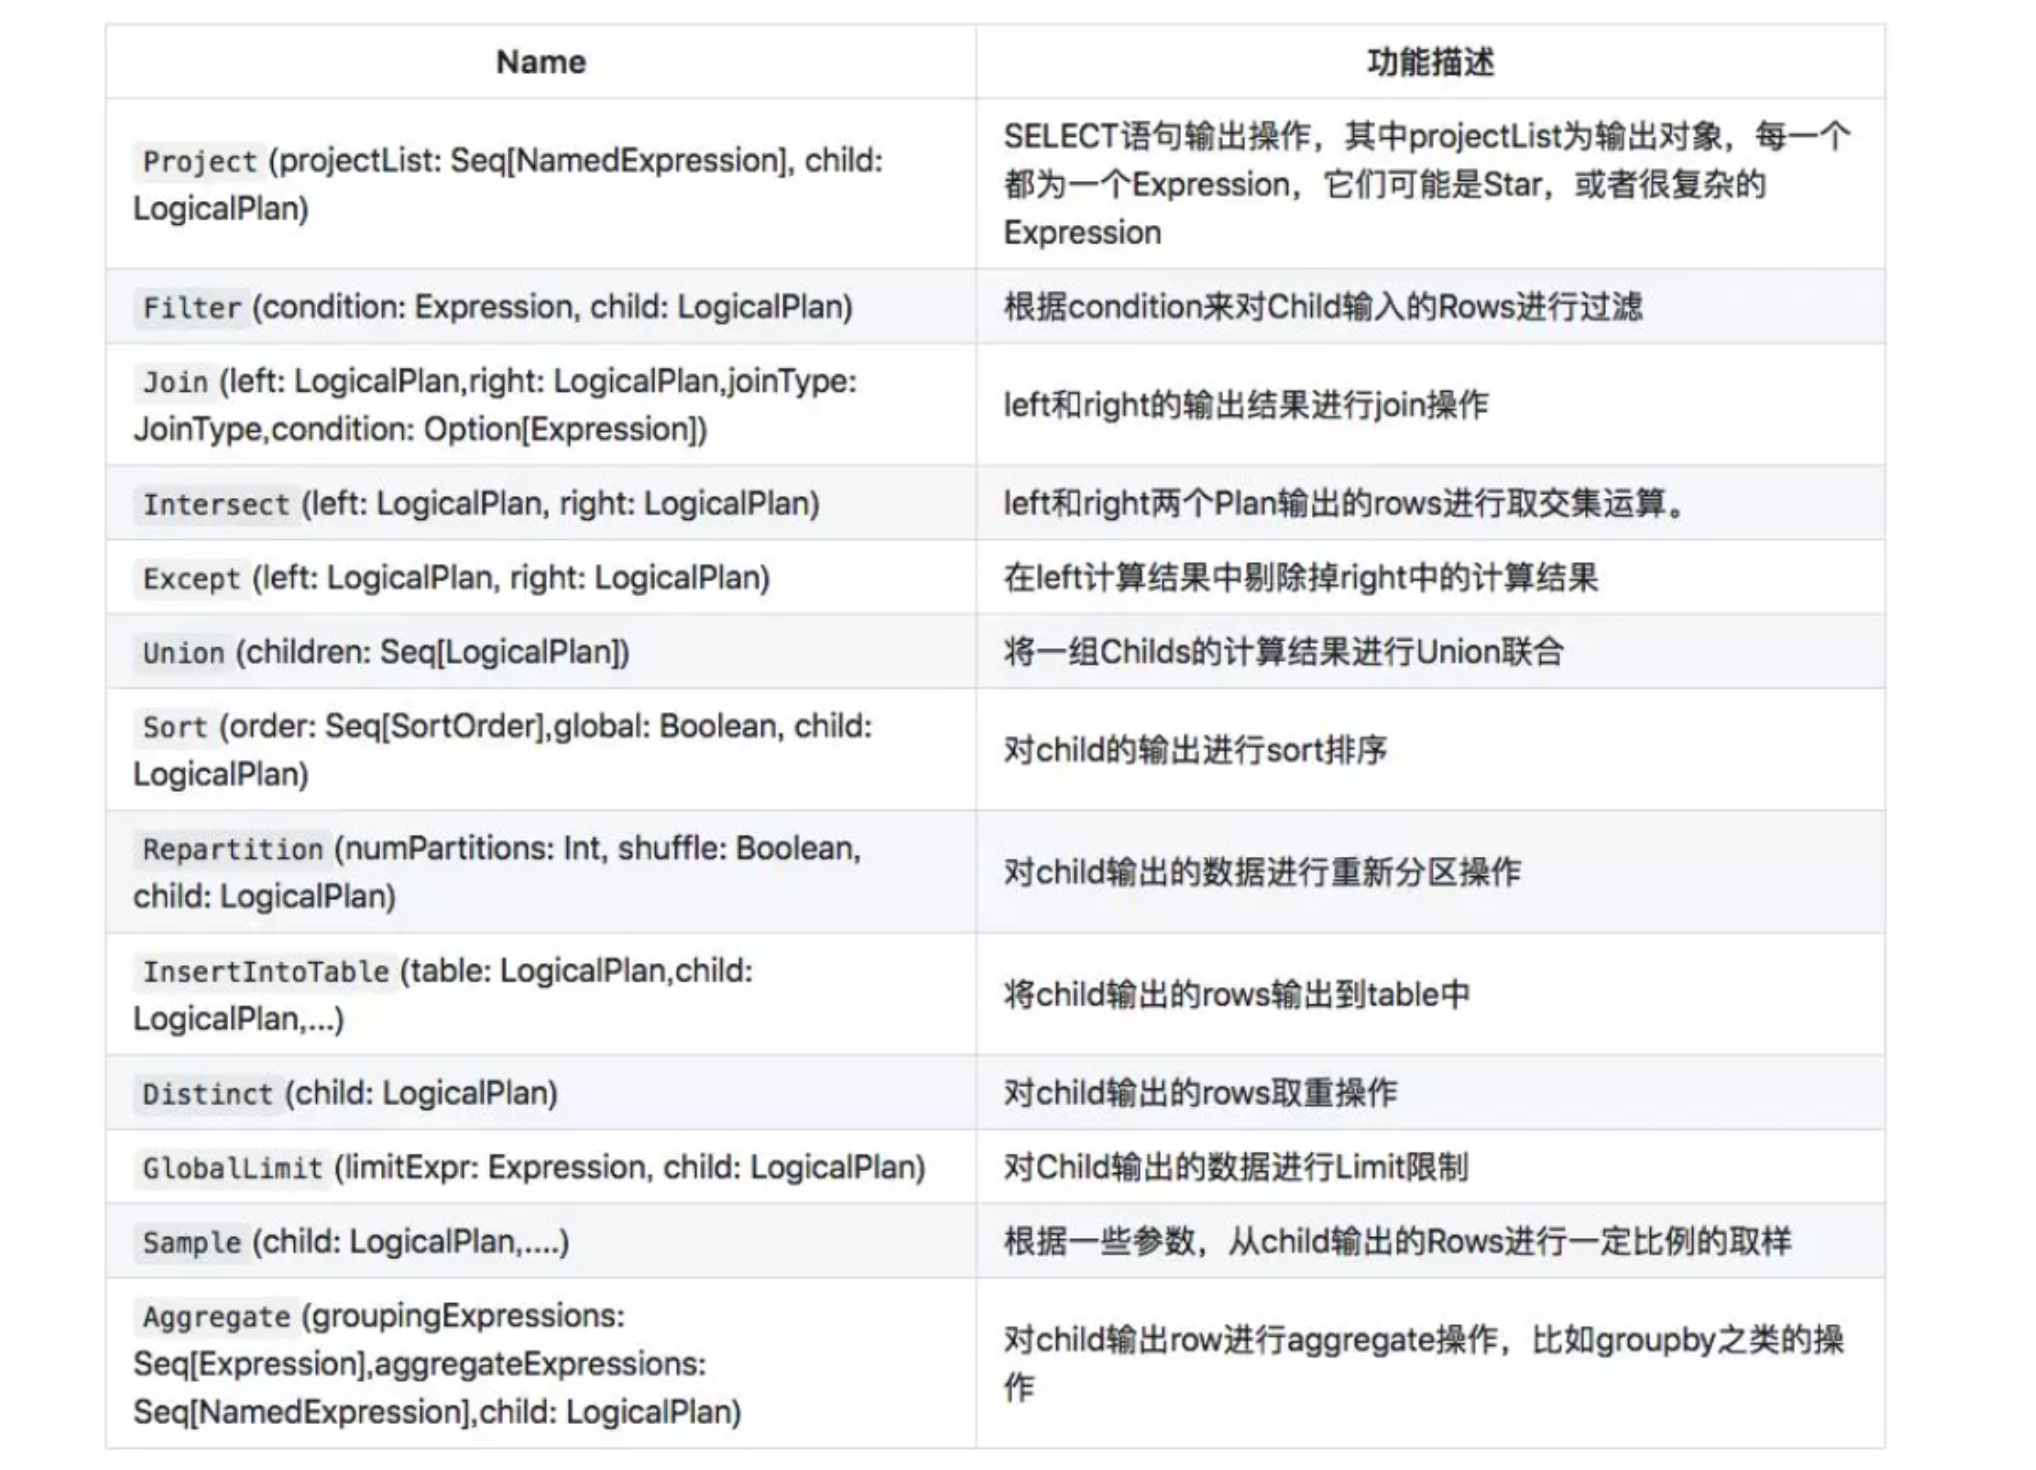 Name
功能描述
Project (projectList: Seq[NamedExpression], child:
LogicalPlan)
SELECT语句输出操作，其中projectList为输出对象，每一个
都为一个Expression，它们可能是Star，或者很复杂的
Expression
Filter (condition: Expression, child: LogicalPlan)
根据condition来对Child输入的Rows进行过滤
Join (left: LogicalPlan,right: LogicalPlan,joinType:
JoinType,condition: Option[Expression])
left和right的输出结果进行join操作
Intersect (left: LogicalPlan, right: LogicalPlan)
left和right两个Plan输出的rows进行取交集运算。
Except (left: LogicalPlan, right: LogicalPlan)
在left计算结果中剔除掉right中的计算结果
Union (children: Seq[LogicalPlan])
将一组Childs的计算结果进行Union联合
Sort (order: Seq[SortOrder],global: Boolean, child:
LogicalPlan)
对child的输出进行sort排序
Repartition (numPartitions: Int, shuffle: Boolean,
child: LogicalPlan)
对child输出的数据进行重新分区操作
InsertIntoTable (table: LogicalPlan,child:
LogicalPlan,...)
将child输出的rows输出到table中
Distinct (child: LogicalPlan)
对child输出的rows取重操作
GlobalLimit (limitExpr: Expression, child: LogicalPlan)
对Child输出的数据进行Limit限制
Sample (child: LogicalPlan,....)
根据一些参数，从child输出的Rows进行一定比例的取样
Aggregate (groupingExpressions:
Seq[Expression],aggregateExpressions:
Seq[NamedExpression],child: LogicalPlan)
对child输出row进行aggregate操作，比如groupby之类的操
作